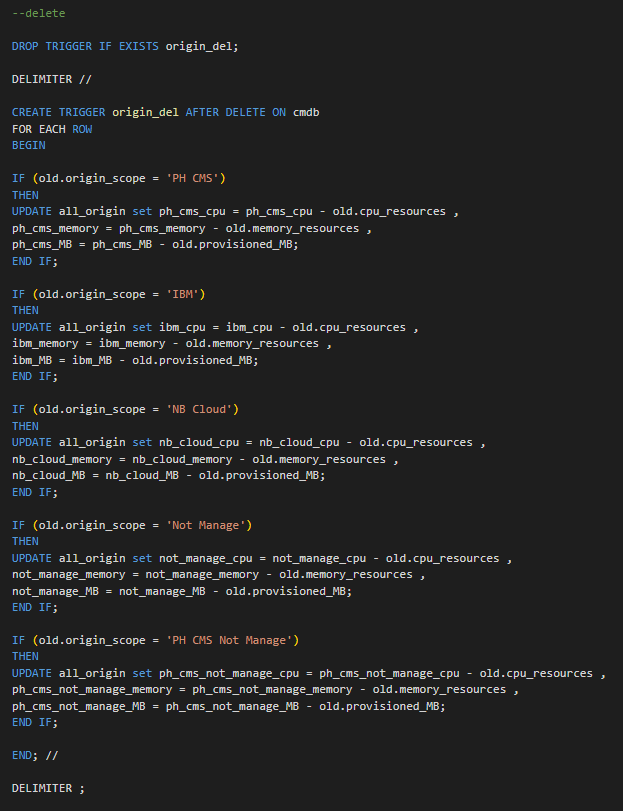 --delete
DROP TRIGGER IF EXISTS origin_del;
DELIMITER //
CREATE TRIGGER origin_del AFTER DELETE ON cmdb
FOR EACH ROW
BEGIN
IF (old.origin_scope = 'PH CMS')
THEN
UPDATE all_origin set ph_cms_cpu = ph_cms_cpu - old.cpu_resources ,
ph_cms_memory = ph_cms_memory - old.memory_resources ,
ph_cms_MB = ph_cms_MB - old.provisioned_MB;
END IF;
IF (old.origin_scope = 'IBM')
THEN
UPDATE all_origin set ibm_cpu = ibm_cpu - old.cpu_resources ,
ibm_memory = ibm_memory - old.memory_resources ,
ibm_MB = ibm_MB - old.provisioned_MB;
END IF;
IF (old.origin_scope = 'NB Cloud')
THEN
UPDATE all_origin set nb_cloud_cpu = nb_cloud_cpu - old.cpu_resources ,
nb_cloud_memory = nb_cloud_memory - old.memory_resources ,
nb_cloud_MB = nb_cloud_MB - old.provisioned_MB;
END IF;
IF (old.origin_scope = 'Not Manage')
THEN
UPDATE all_origin set not_manage_cpu = not_manage_cpu - old.cpu_resources ,
not_manage_memory = not_manage_memory - old.memory_resources ,
not_manage_MB = not_manage_MB - old.provisioned_MB;
END IF;
IF (old.origin_scope = 'PH CMS Not Manage')
THEN
UPDATE all_origin set ph_cms_not_manage_cpu = ph_cms_not_manage_cpu - old.cpu_resources ,
ph_cms_not_manage_memory = ph_cms_not_manage_memory - old.memory_resources ,
ph_cms_not_manage_MB = ph_cms_not_manage_MB - old.provisioned_MB;
END IF;
END; //
DELIMITER ;